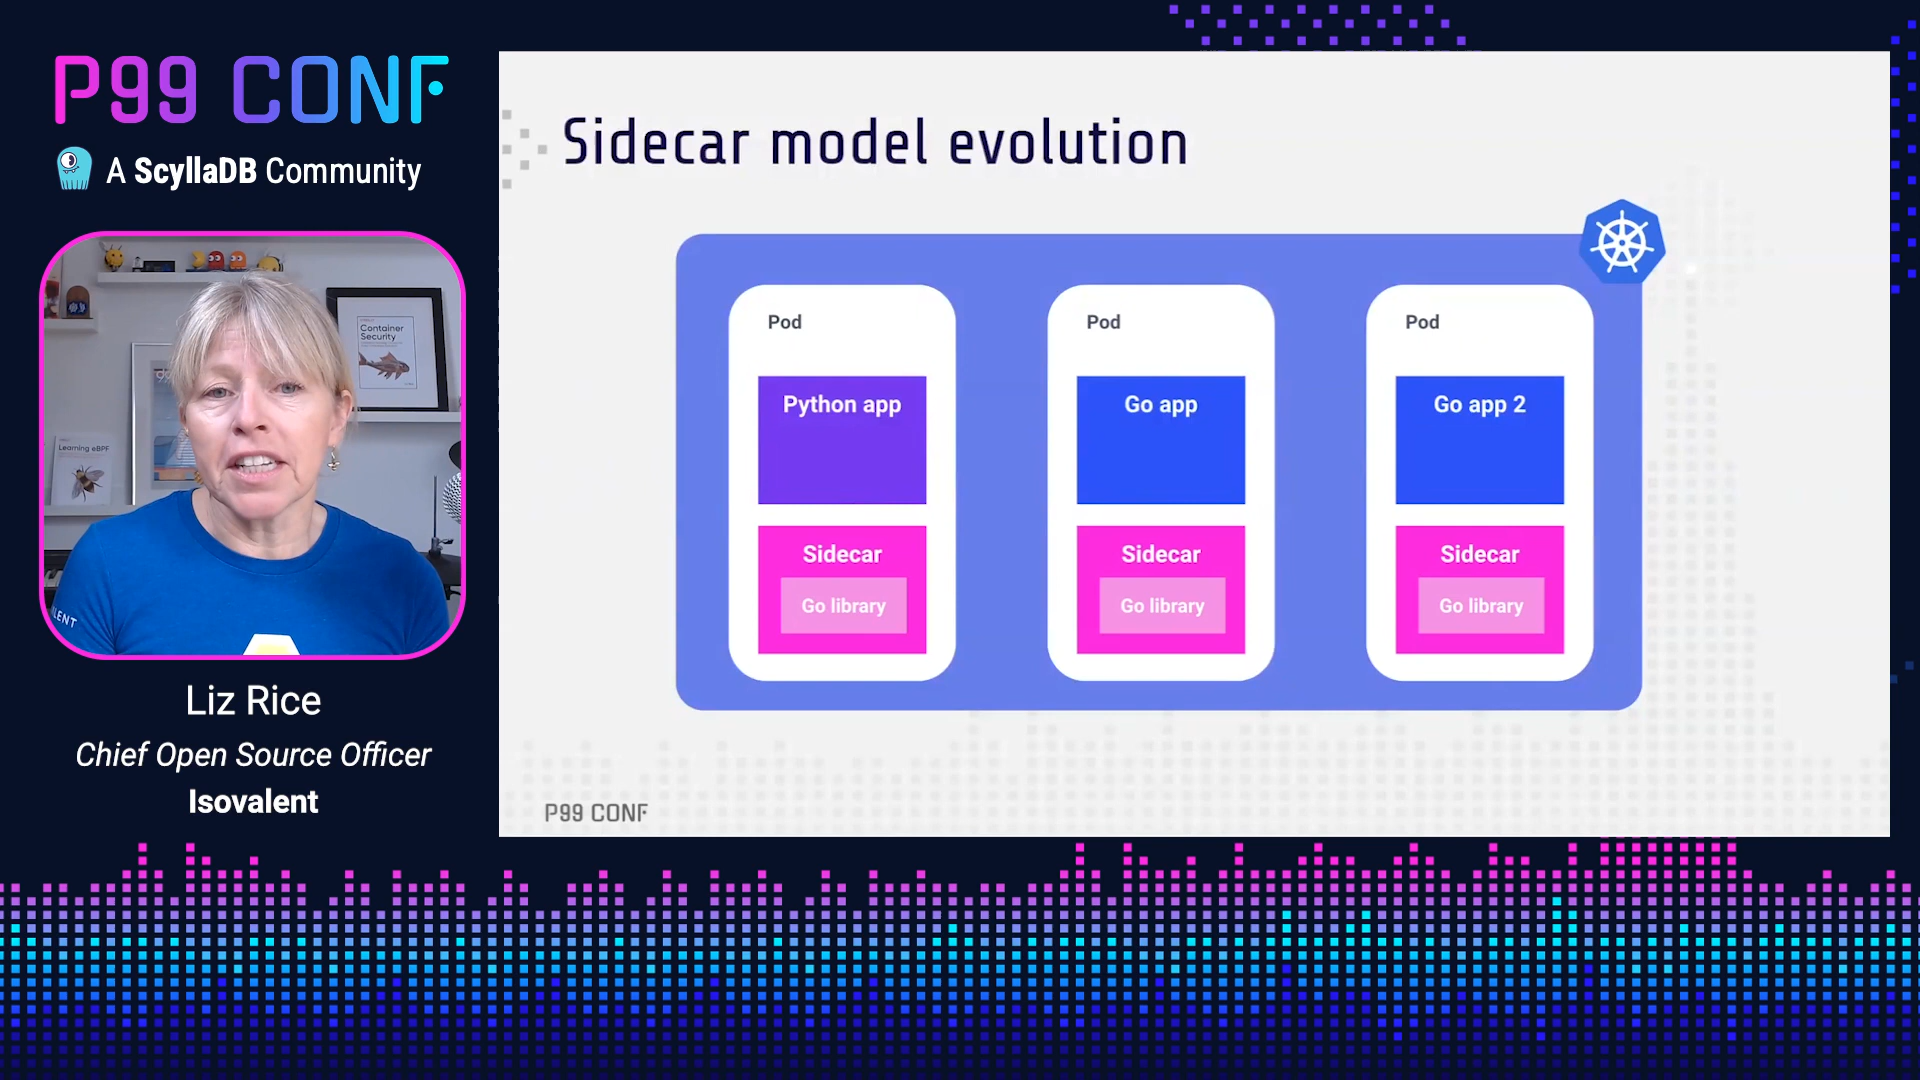 P99 CONF
A ScyllaDB Community
Container
Security
Learning eBPF
LENT
Liz Rice
Chief Open Source Officer
Isovalent
Sidecar model evolution
Pod
Python app
Sidecar
Go library
Pod
Go app
Sidecar
Go library
Pod
Go app 2
Sidecar
Go library
P99 CONF